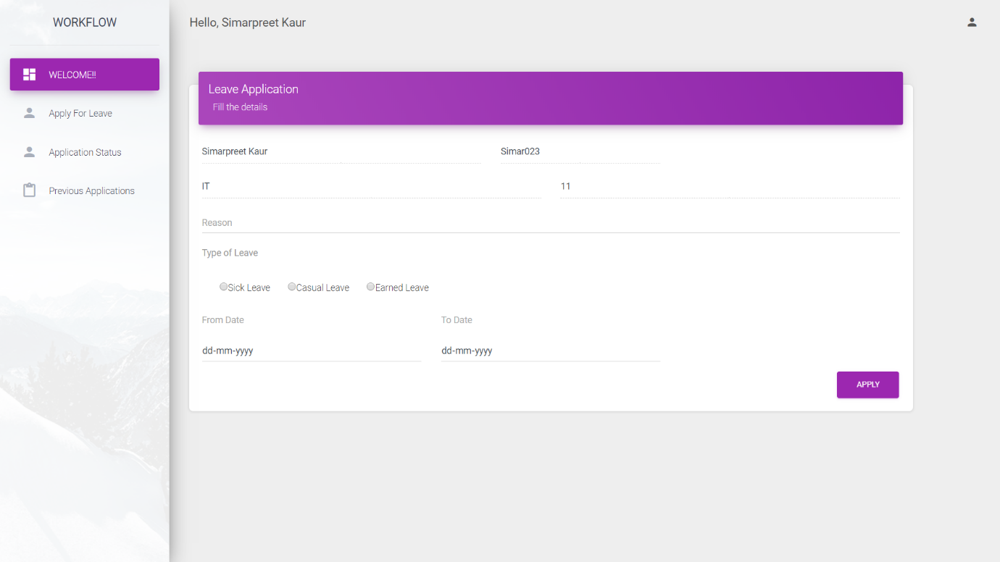 WORKFLOW
Hello, Simarpreet Kaur
WELCOME!!
Apply For Leave
Application Status
Previous Applications
Leave Application
Fill the details
Simarpreet Kaur Simar023
IT 11
Reason
Type of Leave
Sick Leave Casual Leave Earned Leave
From Date To Date
dd-mm-yyyy dd-mm-yyyy
APPLY